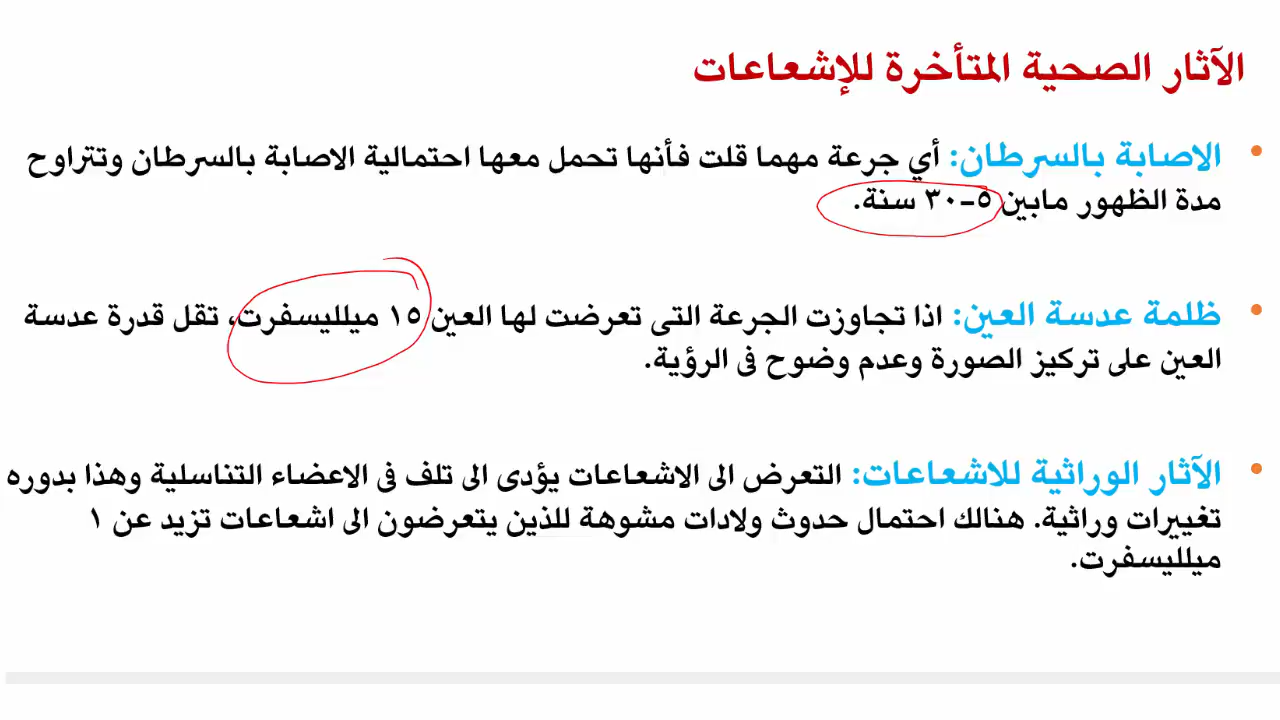 الآثار الصحية المتأخرة للإشعاعات
• الاصابة بالسرطان: أي جرعة مهما قلت فأنها تحمل معها احتمالية الاصابة بالسرطان وتتراوح
مدة الظهور مابين ٥-٣٠ سنة.
• ظلمة عدسة العين: اذا تجاوزت الجرعة التى تعرضت لها العين ١٥ ميلليسفرت، تقل قدرة عدسة
العين على تركيز الصورة وعدم وضوح فى الرؤية.
• الآثار الوراثية للاشعاعات: التعرض الى الاشعاعات يؤدى الى تلف فى الاعضاء التناسلية وهذا بدوره
تغييرات وراثية. هنالك احتمال حدوث ولادات مشوهة للذين يتعرضون الى اشعاعات تزيد عن ١
ميلليسفرت.